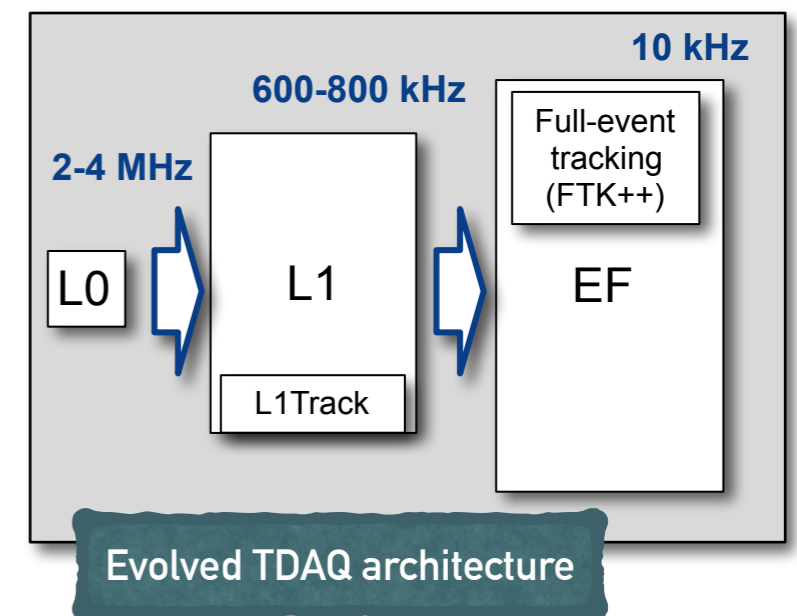 10 kHz
600-800 kHz
2-4 MHz
Full-event
tracking
(FTK++)
L0
L1
EF
L1Track
Evolved TDAQ architecture